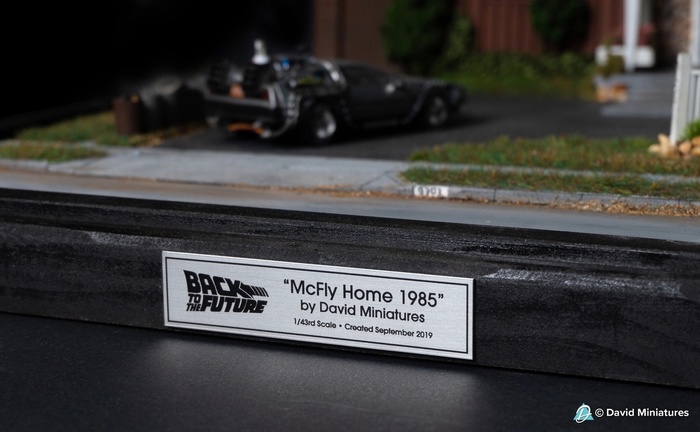 BACK
TO THE FUTURE
“McFly Home 1985”
by David Miniatures
1/43rd Scale • Created September 2019
© David Miniatures